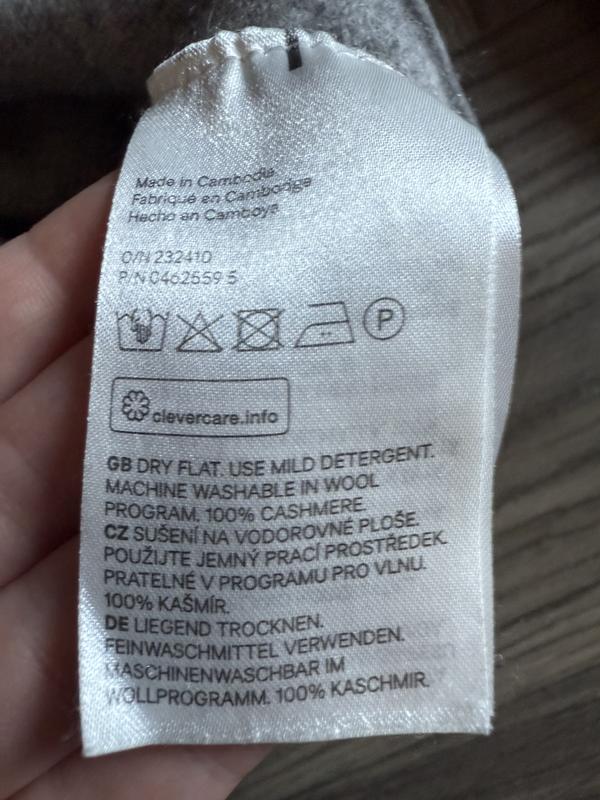 Made in Cambodia
Fabriqué en Cambodge
Hecho en Camboya
O/N 232410
P/N 0462559 5
P
clevercare.info
GB DRY FLAT. USE MILD DETERGENT.
MACHINE WASHABLE IN WOOL
PROGRAM. 100% CASHMERE.
CZ SUŠENÍ NA VODOROVNÉ PLOŠE.
POUŽIJTE JEMNÝ PRACÍ PROSTŘEDEK.
PRATELNÉ V PROGRAMU PRO VLNU.
100% KAŠMÍR.
DE LIEGEND TROCKNEN.
FEINWASCHMITTEL VERWENDEN.
MASCHINENWASCHBAR IM
WOLLPROGRAMM. 100% KASCHMIR.